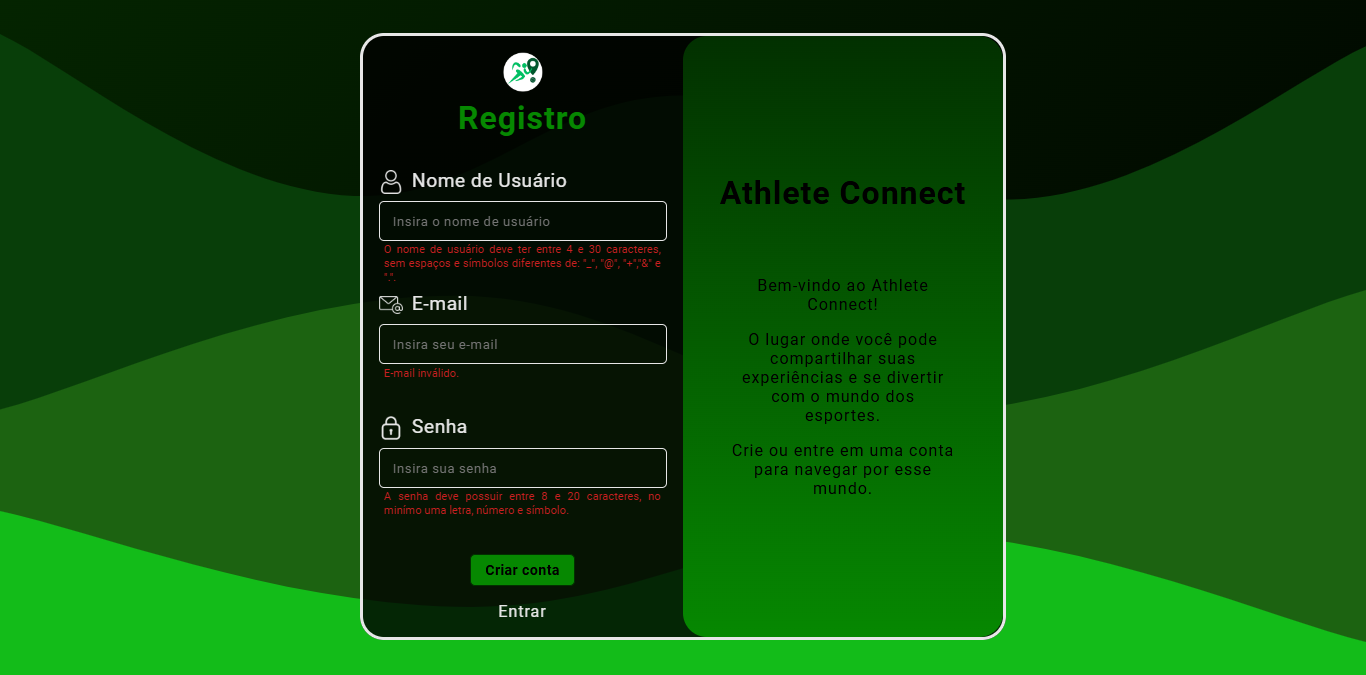 Registro
Nome de Usuário
Insira o nome de usuário
O nome de usuário deve ter entre 4 e 30 caracteres,
sem espaços e símbolos diferentes de: "_", "@", "+","&" e
".".
E-mail
Insira seu e-mail
E-mail inválido.
Senha
Insira sua senha
A senha deve possuir entre 8 e 20 caracteres, no
minímo uma letra, número e símbolo.
Criar conta
Entrar
Athlete Connect
Bem-vindo ao Athlete
Connect!
O lugar onde você pode
compartilhar suas
experiências e se divertir
com o mundo dos
esportes.
Crie ou entre em uma conta
para navegar por esse
mundo.